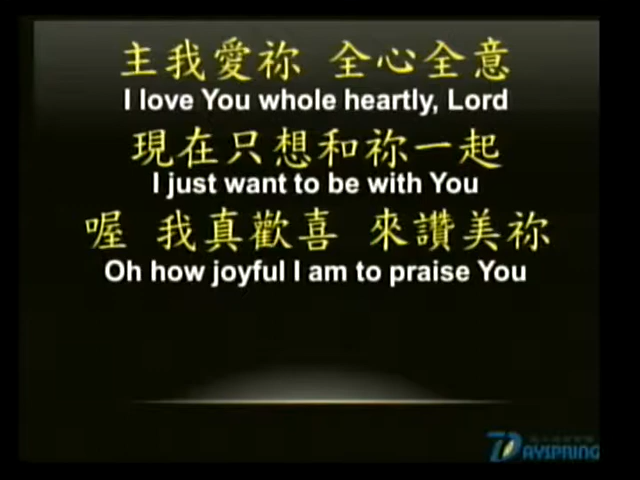 主我愛祢 全心全意
I love You whole heartly, Lord
現在只想和祢一起
I just want to be with You
喔 我真歡喜 來讚美祢
Oh how joyful I am to praise You
DAYSPRING